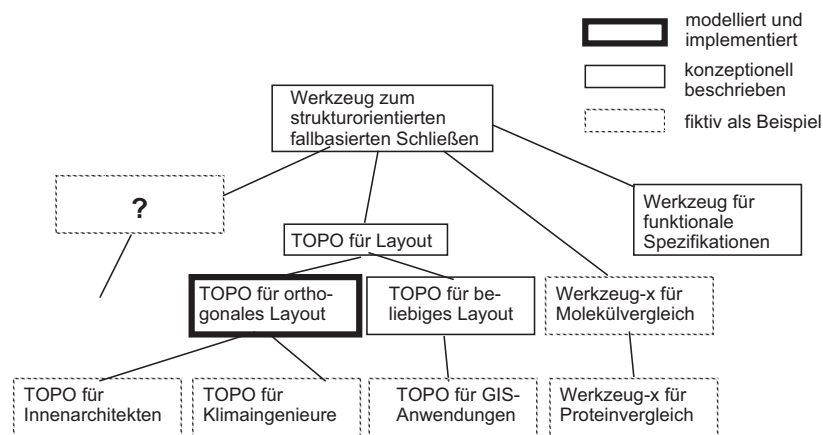 modelliert und
implementiert
konzeptionell
beschrieben
fiktiv als Beispiel
Werkzeug zum
strukturorientierten
fallbasierten Schließen
?
Werkzeug für
funktionale
Spezifikationen
TOPO für Layout
TOPO für ortho-
gonales Layout
TOPO für be-
liebiges Layout
Werkzeug-x für
Molekülvergleich
TOPO für
Innenarchitekten
TOPO für
Klimaingenieure
TOPO für GIS-
Anwendungen
Werkzeug-x für
Proteinvergleich